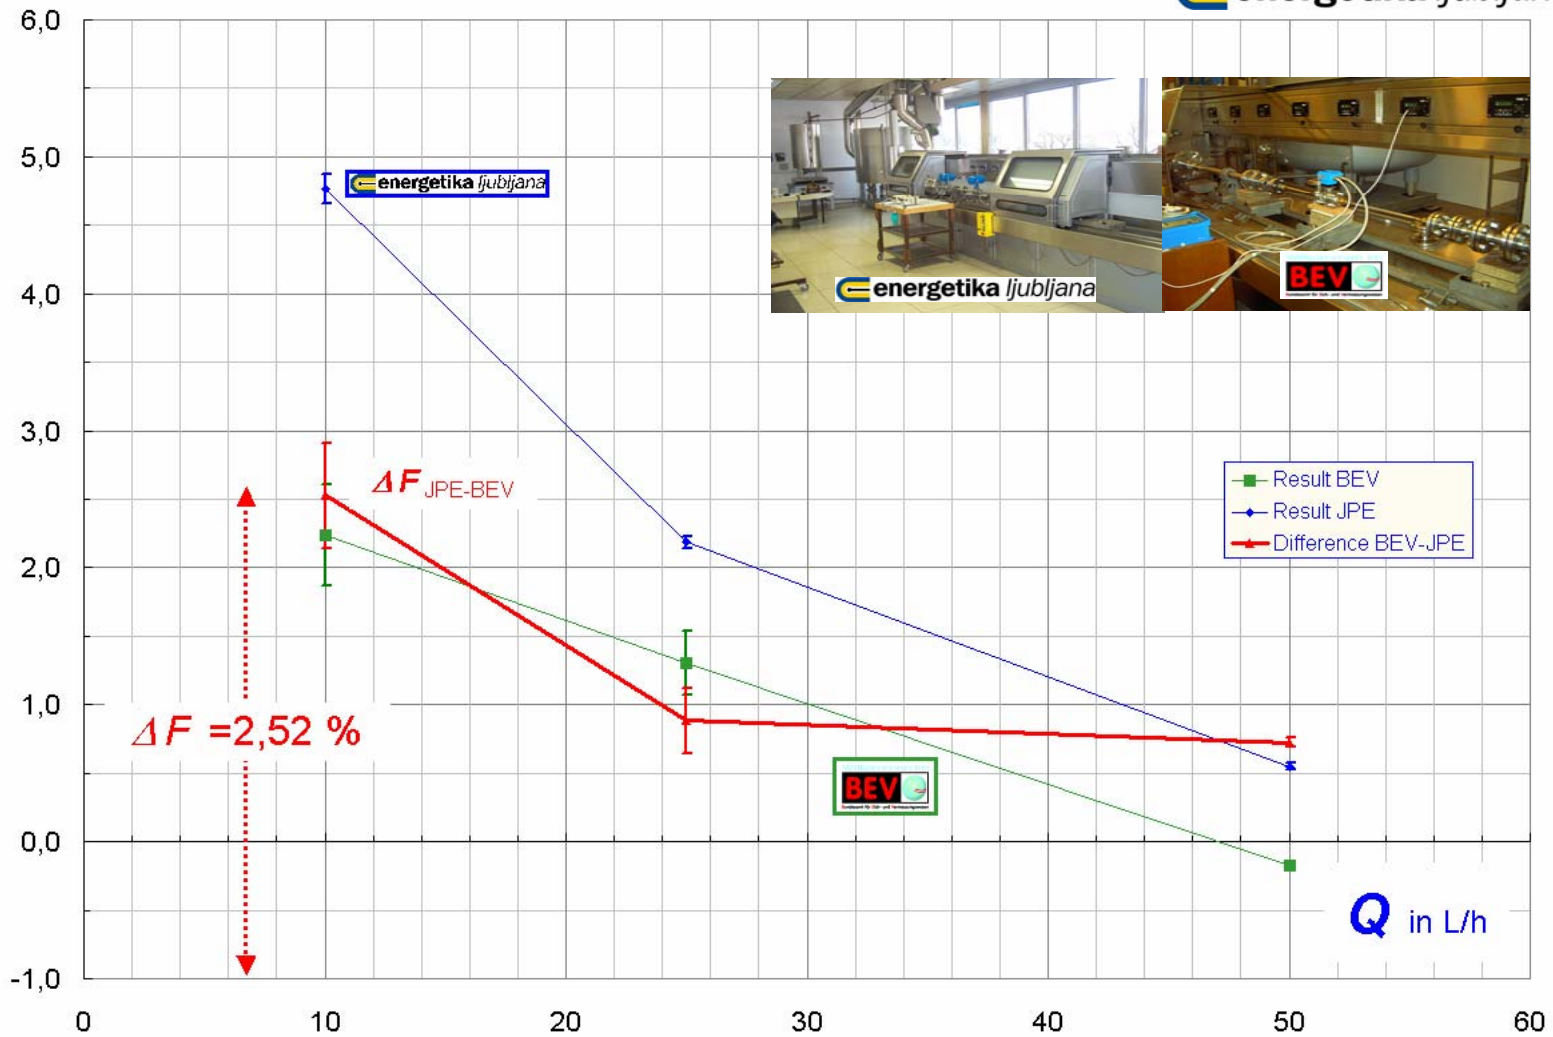 6,0
5,0
4,0
3,0
2,0
1,0
0,0
-1,0
0
10
20
30
40
50
60
energetika ljubljana
energetika ljubljana
BEV
ΔF JPE-BEV
Result BEV
Result JPE
Difference BEV-JPE
ΔF =2,52 %
BEV
Q in L/h